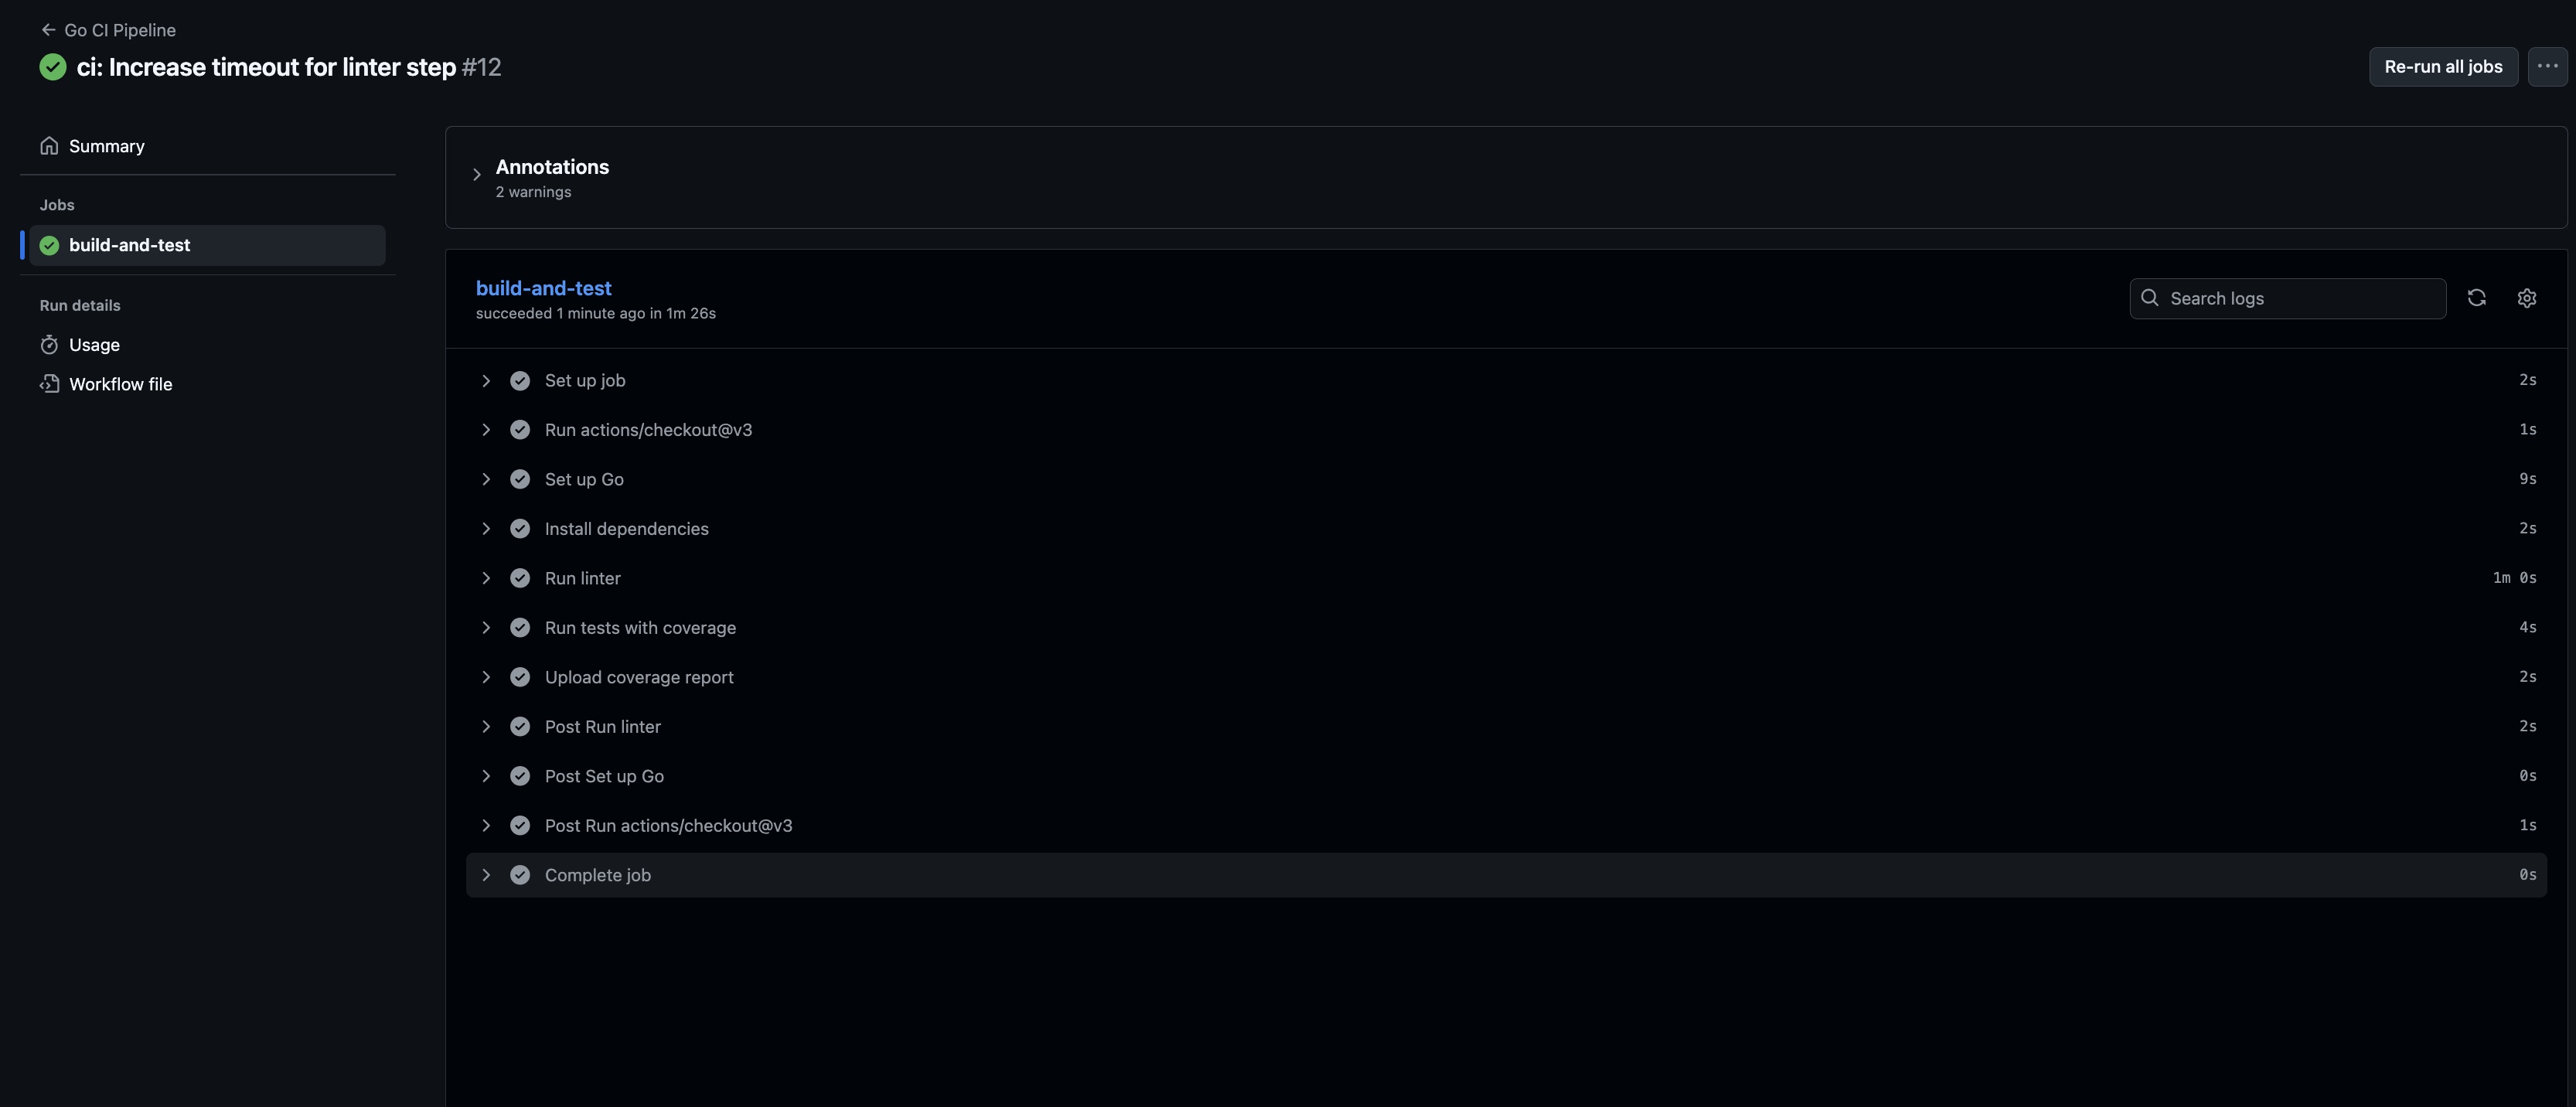 Go CI Pipeline
ci: Increase timeout for linter step #12
Re-run all jobs
Summary
Jobs
build-and-test
Run details
Usage
Workflow file
Annotations
2 warnings
build-and-test
succeeded 1 minute ago in 1m 26s
Search logs
Set up job 2s
Run actions/checkout@v3 1s
Set up Go 9s
Install dependencies 2s
Run linter 1m 0s
Run tests with coverage 4s
Upload coverage report 2s
Post Run linter 2s
Post Set up Go 0s
Post Run actions/checkout@v3 1s
Complete job 0s